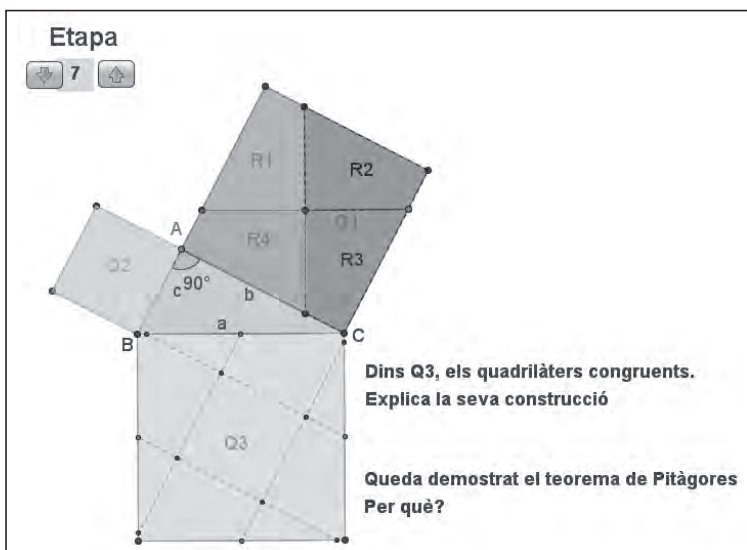 Etapa
7
R1
R2
A
Q1
R4
Q2
R3
c
90°
b
a
B
C
Dins Q3, els quadrilàters congruents.
Explica la seva construcció
Q3
Queda demostrat el teorema de Pitàgores
Per què?